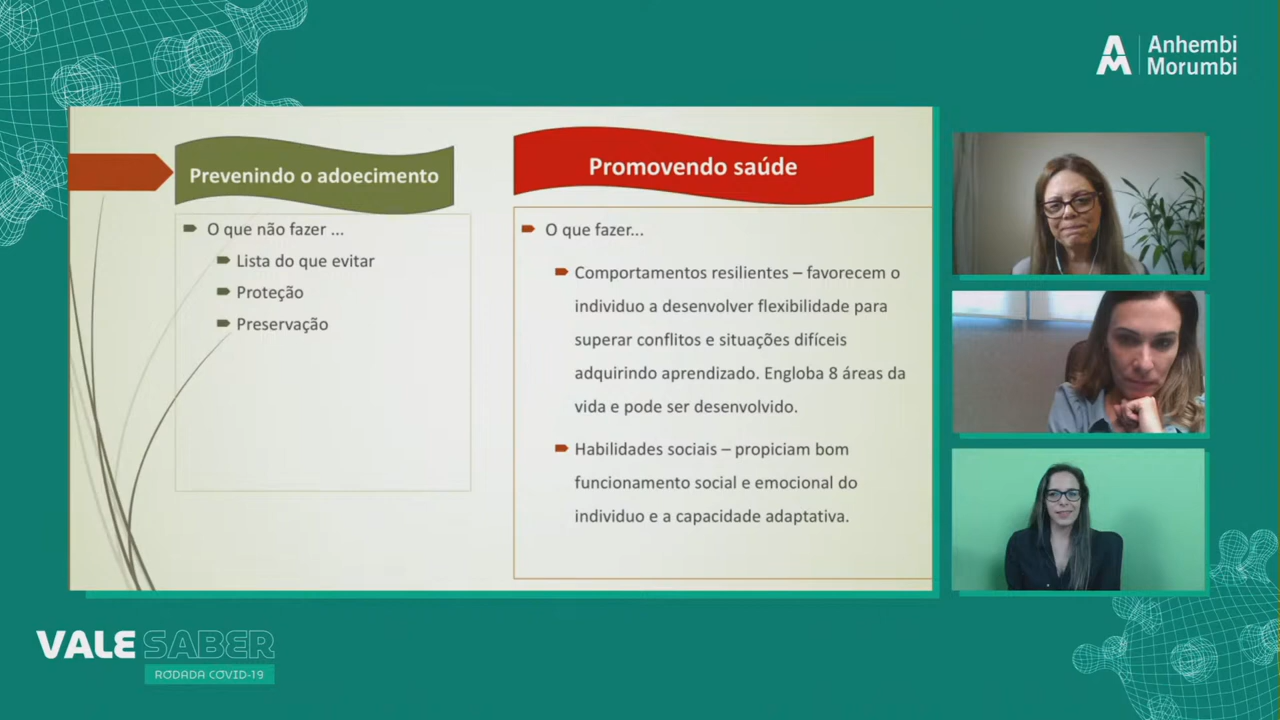 Anhembi
Morumbi
Prevenindo o adoecimento
O que não fazer ...
Lista do que evitar
Proteção
Preservação
Promovendo saúde
O que fazer...
Comportamentos resilientes – favorecem o
individuo a desenvolver flexibilidade para
superar conflitos e situações difíceis
adquirindo aprendizado. Engloba 8 áreas da
vida e pode ser desenvolvido.
Habilidades sociais – propiciam bom
funcionamento social e emocional do
individuo e a capacidade adaptativa.
VALE SABER
RODADA COVID-19